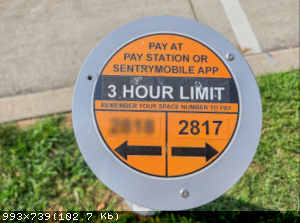 PAY AT
PAY STATION OR
SENTRYMOBILE APP
3 HOUR LIMIT
REMEMBER YOUR SPACE NUMBER TO PAY
2817
993x739(102.7 Kb)